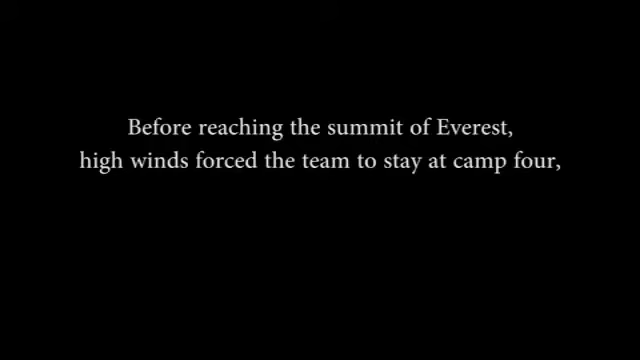 Before reaching the summit of Everest,
high winds forced the team to stay at camp four,